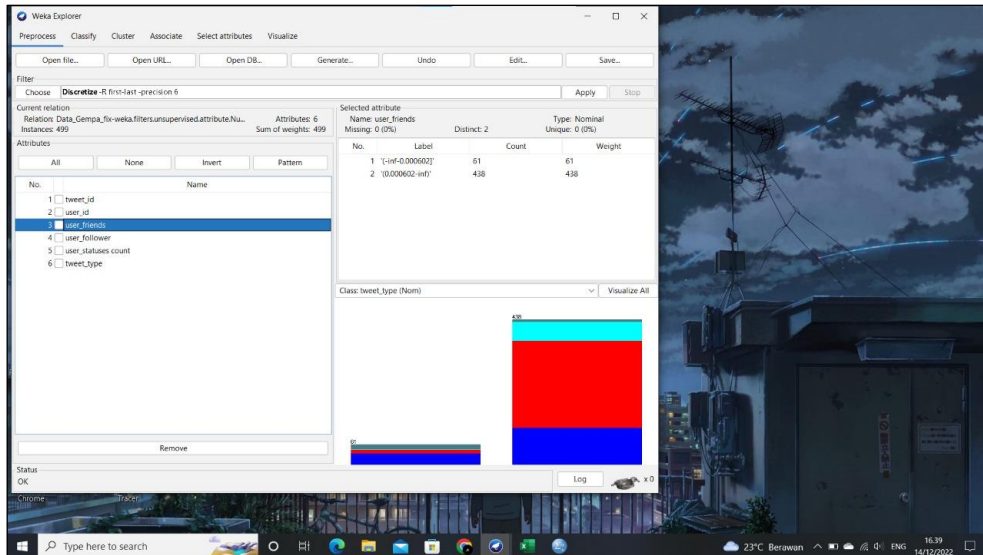 Weka Explorer
Preprocess Classify Cluster Associate Select attributes Visualize
Open file... Open URL... Open DB... Generate... Undo Edit... Save...
Filter
Choose Discretize -R first-last -precision 6 Apply Stop
Current relation
Relation: Data_Gempa_fix-weka.filters.unsupervised.attribute.Nu... Attributes: 6
Instances: 499 Sum of weights: 499
Attributes
All None Invert Pattern
No. Name
1 tweet_id
2 user_id
3 user_friends
4 user_follower
5 user_statuses count
6 tweet_type
Remove
Selected attribute
Name: user_friends Type: Nominal
Missing: 0 (0%) Distinct: 2 Unique: 0 (0%)
No. Label Count Weight
1 '(-inf-0.000602]' 61 61
2 '(0.000602-inf)' 438 438
Class: tweet_type (Nom) Visualize All
438
61
Status
OK
Log x 0
Chrome Tracer
Type here to search
23°C Berawan ENG
16.39
14/12/2022